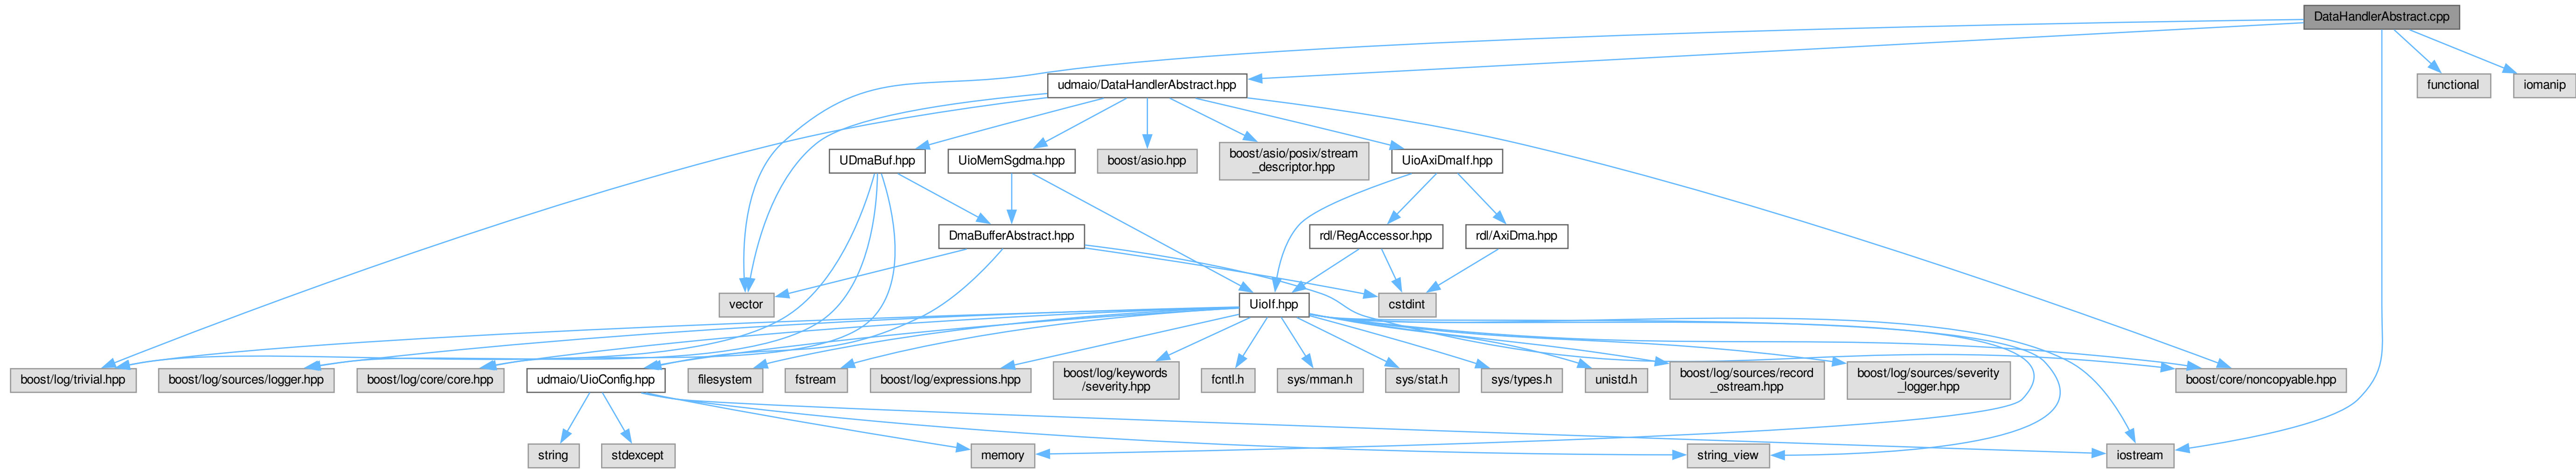 DataHandlerAbstract.cpp
udmaio/DataHandlerAbstract.hpp
functional
iomanip
UDmaBuf.hpp
UioMemSgdma.hpp
boost/asio.hpp
boost/asio/posix/stream
_descriptor.hpp
UioAxiDmaIf.hpp
DmaBufferAbstract.hpp
rdl/RegAccessor.hpp
rdl/AxiDma.hpp
vector
UioIf.hpp
cstdint
boost/log/trivial.hpp
boost/log/sources/logger.hpp
boost/log/core/core.hpp
udmaio/UioConfig.hpp
filesystem
fstream
boost/log/expressions.hpp
boost/log/keywords
/severity.hpp
fcntl.h
sys/mman.h
sys/stat.h
sys/types.h
unistd.h
boost/log/sources/record
_ostream.hpp
boost/log/sources/severity
_logger.hpp
boost/core/noncopyable.hpp
string
stdexcept
memory
string_view
iostream